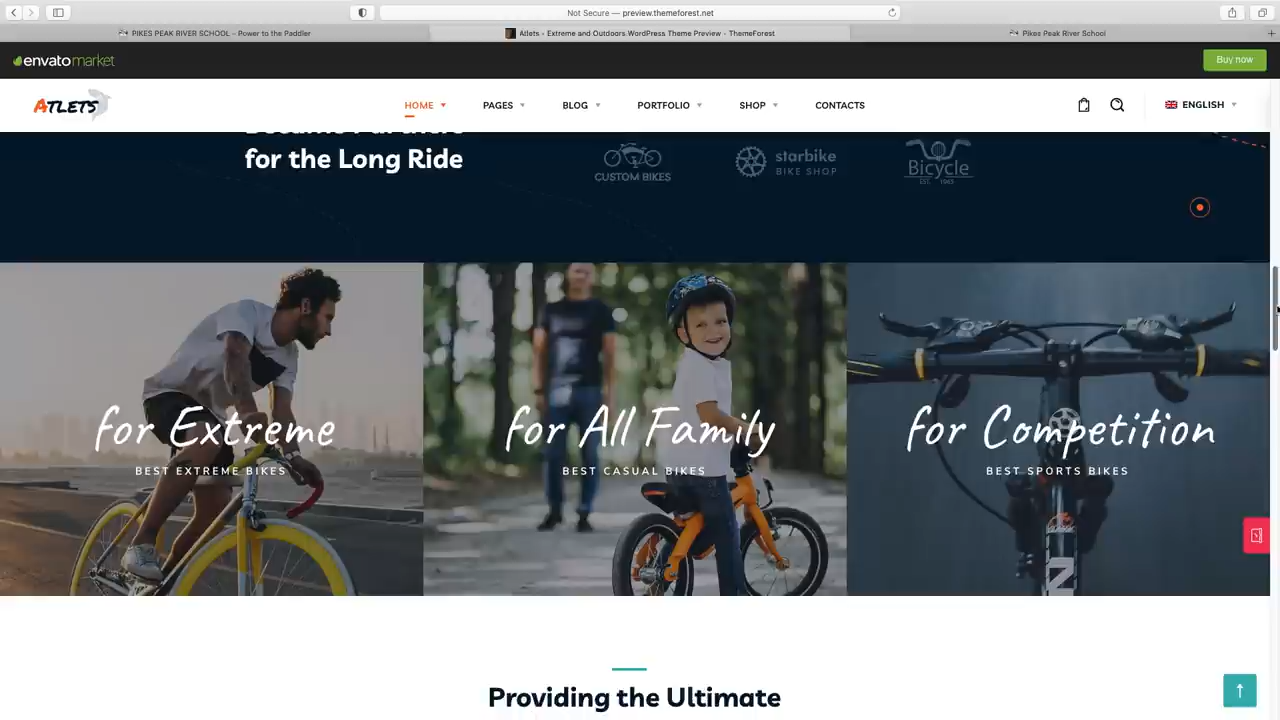 Not Secure — preview.themeforest.net
PIKES PEAK RIVER SCHOOL – Power to the Paddler
Atlets - Extreme and Outdoors WordPress Theme Preview - ThemeForest
Pikes Peak River School
envatomarket
Buy now
ATLETS
HOME
PAGES
BLOG
PORTFOLIO
SHOP
CONTACTS
ENGLISH
for the Long Ride
CUSTOM BIKES
starbike
BIKE SHOP
Bicycle
EST. 1945
for Extreme
BEST EXTREME BIKES
for All Family
BEST CASUAL BIKES
for Competition
BEST SPORTS BIKES
Providing the Ultimate